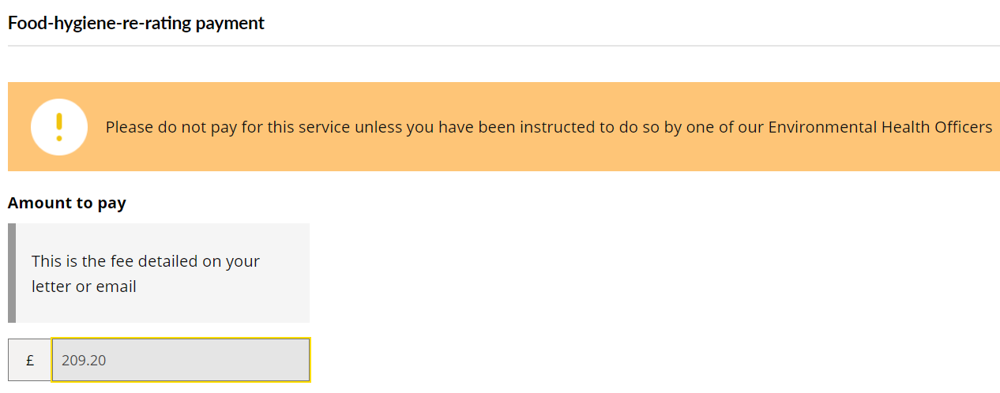 Food-hygiene-re-rating payment
! Please do not pay for this service unless you have been instructed to do so by one of our Environmental Health Officers
Amount to pay
This is the fee detailed on your
letter or email
£ 209.20